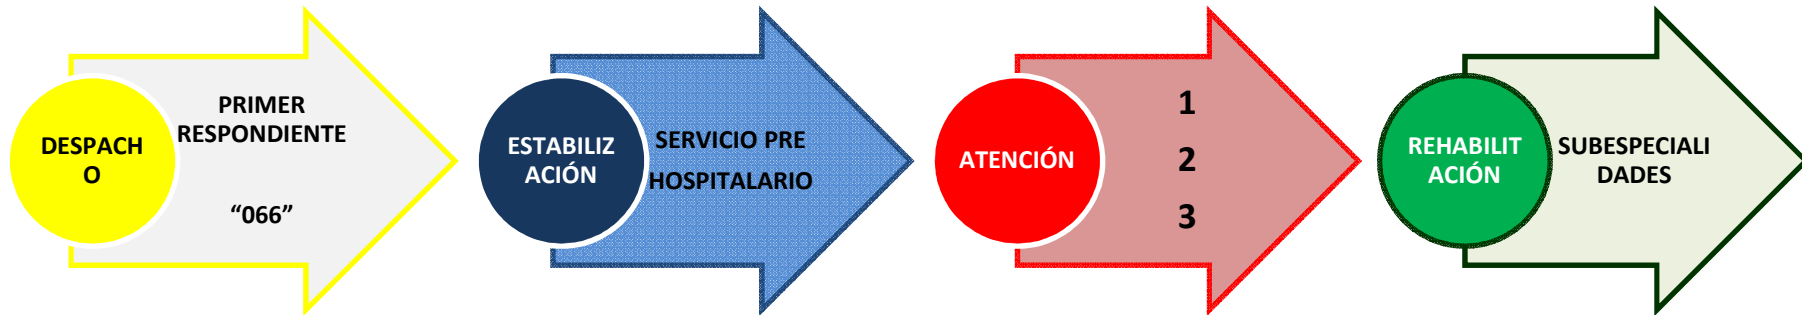 DESPACH
O
PRIMER
RESPONDIENTE
“066”
ESTABILIZ
ACIÓN
SERVICIO PRE
HOSPITALARIO
ATENCIÓN
1
2
3
REHABILIT
ACIÓN
SUBESPECIALI
DADES